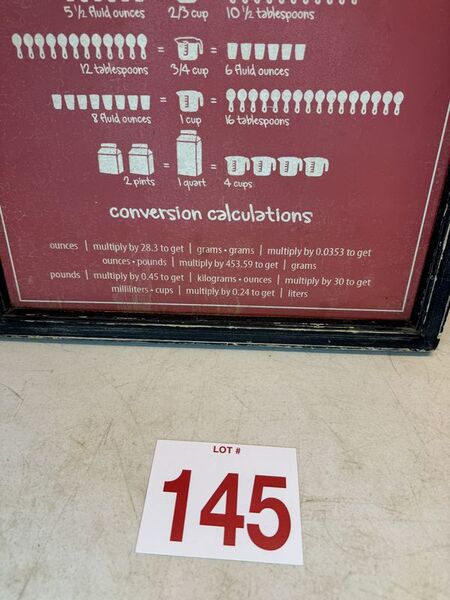 5 ½ fluid ounces 2/3 cup 10 ½ tablespoons
= =
12 tablespoons 3/4 cup 6 fluid ounces
= =
8 fluid ounces 1 cup 16 tablespoons
= =
2 pints 1 quart 4 cups
conversion calculations
ounces | multiply by 28.3 to get | grams • grams | multiply by 0.0353 to get
ounces • pounds | multiply by 453.59 to get | grams
pounds | multiply by 0.45 to get | kilograms • ounces | multiply by 30 to get
milliliters • cups | multiply by 0.24 to get | liters
LOT #
145